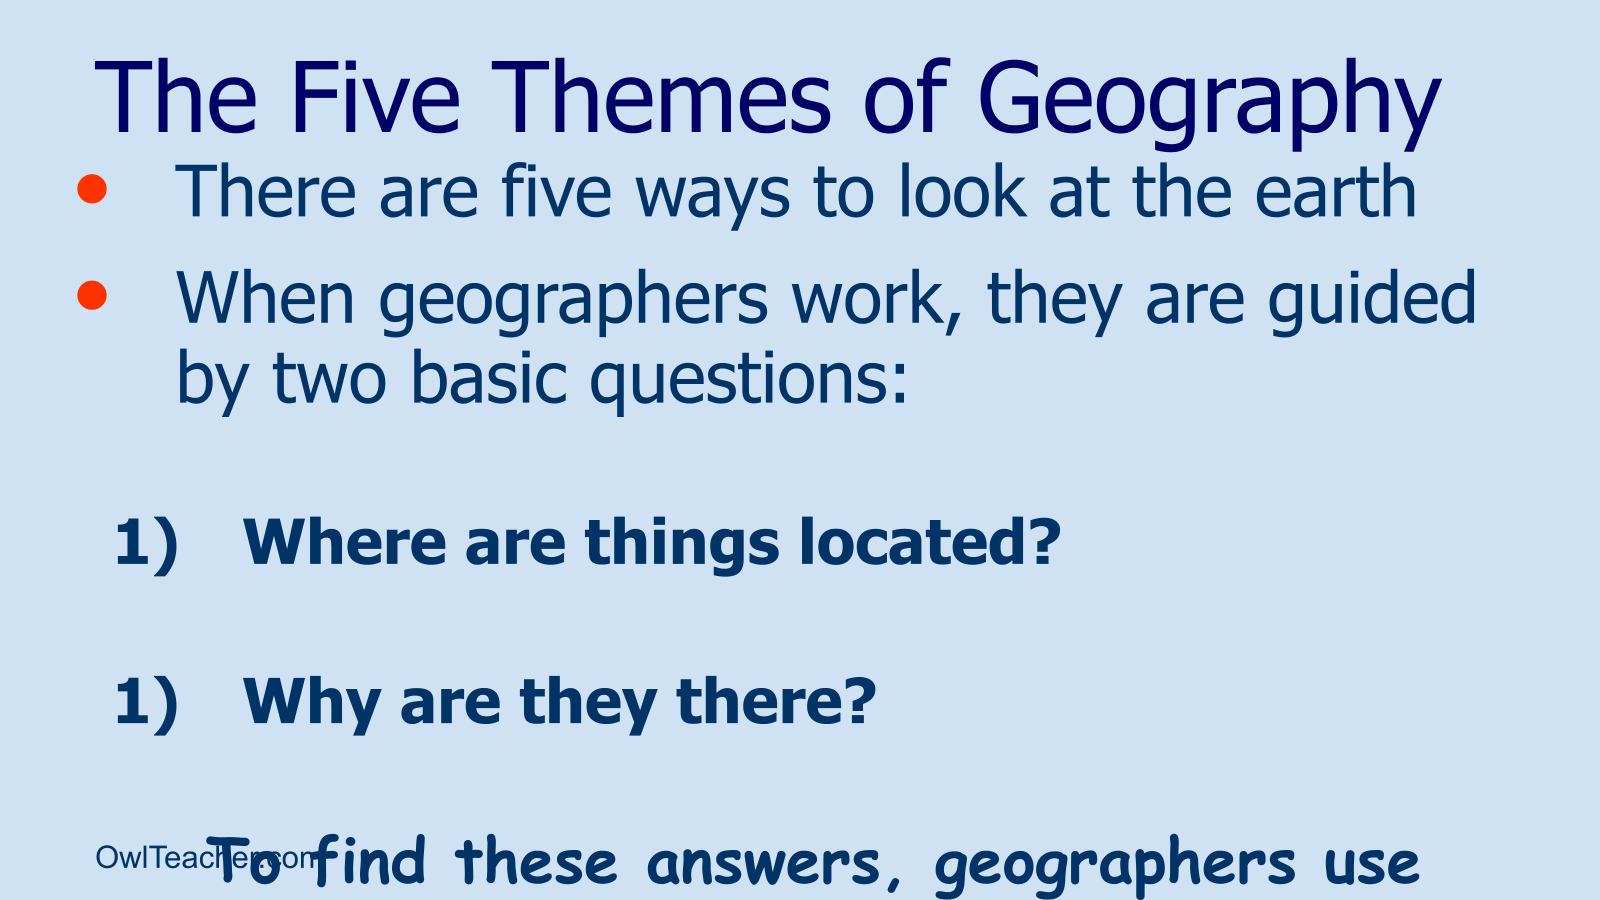 The Five Themes of Geography
• There are five ways to look at the earth
• When geographers work, they are guided
by two basic questions:
1) Where are things located?
1) Why are they there?
To find these answers, geographers use
OwlTeacher.com